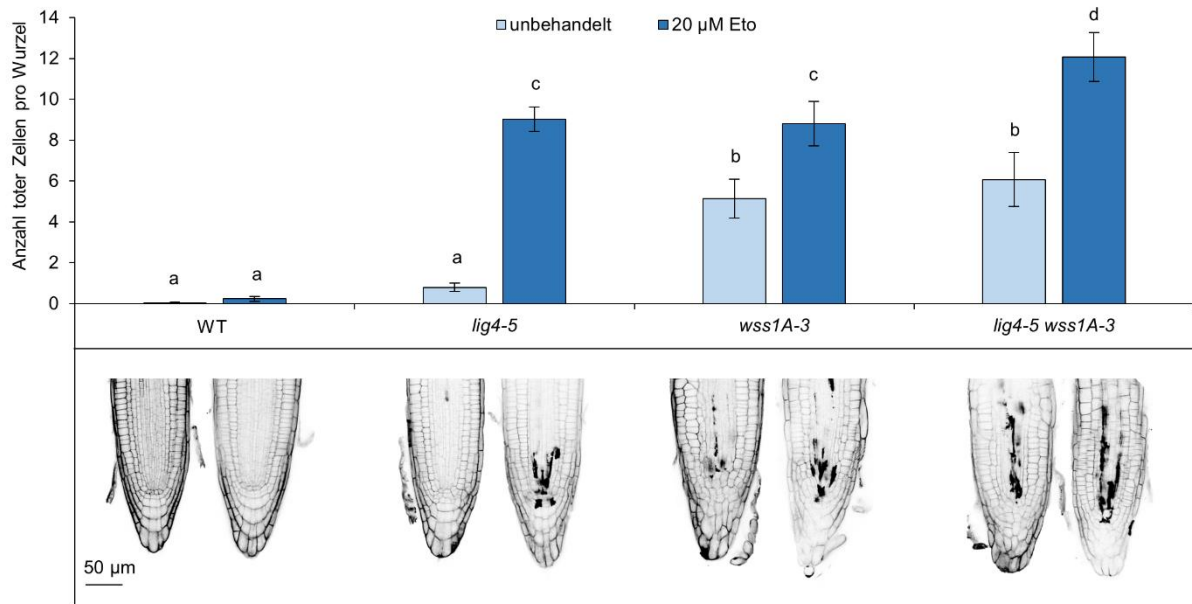 Anzahl toter Zellen pro Wurzel
14
12
10
8
6
4
2
0
unbehandelt 20 µM Eto
a a a c b c b d
WT lig4-5 wss1A-3 lig4-5 wss1A-3
50 µm